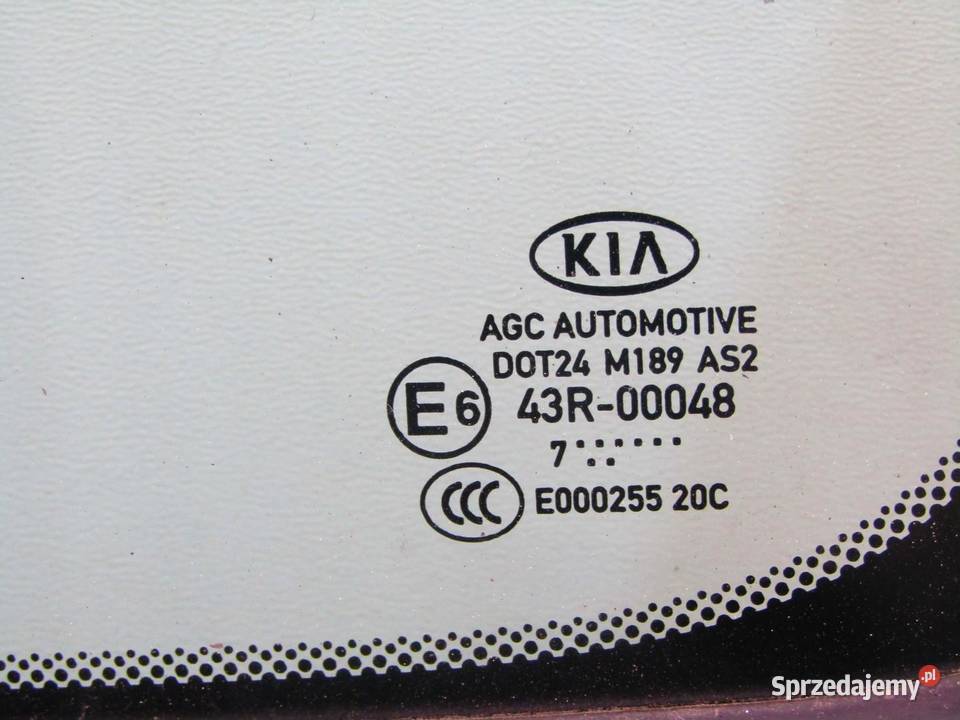 KIA
AGC AUTOMOTIVE
DOT24 M189 AS2
E6 43R-00048
7
CCC E000255 20C
Sprzedajemy.pl